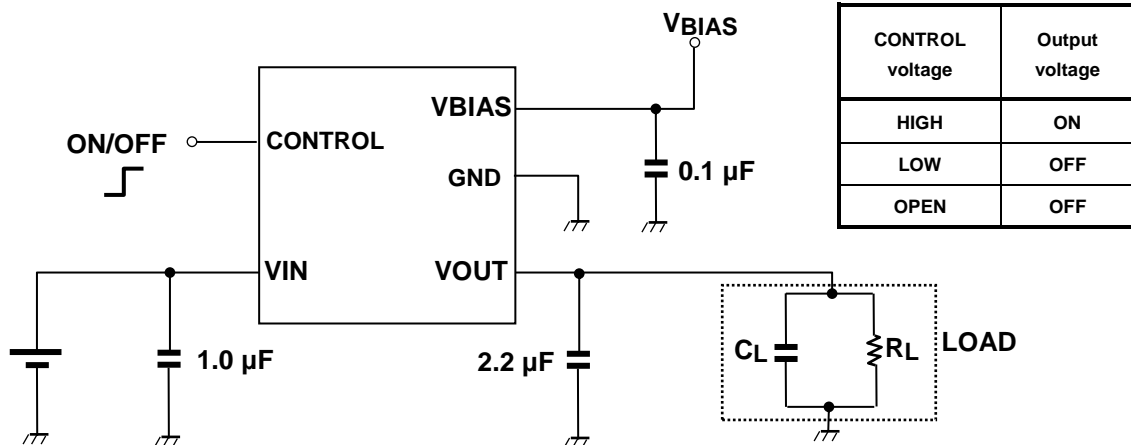 VBIAS
CONTROL voltage
Output voltage
HIGH
ON
LOW
OFF
OPEN
OFF
ON/OFF
CONTROL
VBIAS
GND
0.1 µF
VIN
VOUT
1.0 µF
2.2 µF
CL
RL
LOAD